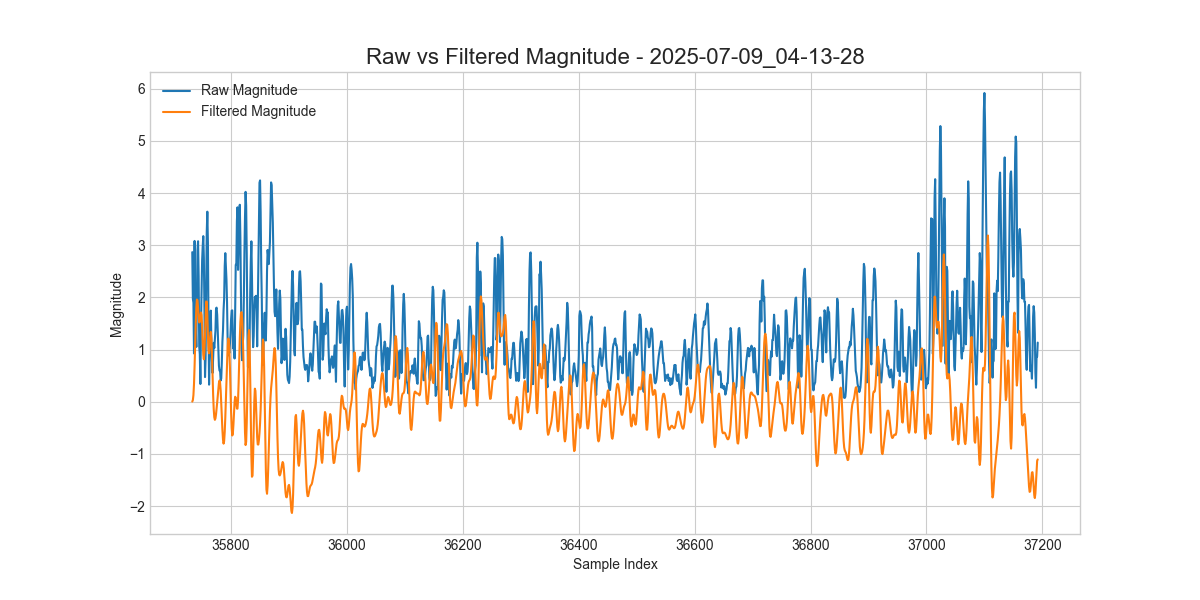 Raw vs Filtered Magnitude - 2025-07-09_04-13-28
Raw Magnitude
Filtered Magnitude
Magnitude
6
5
4
3
2
1
0
−1
−2
35800 36000 36200 36400 36600 36800 37000 37200
Sample Index